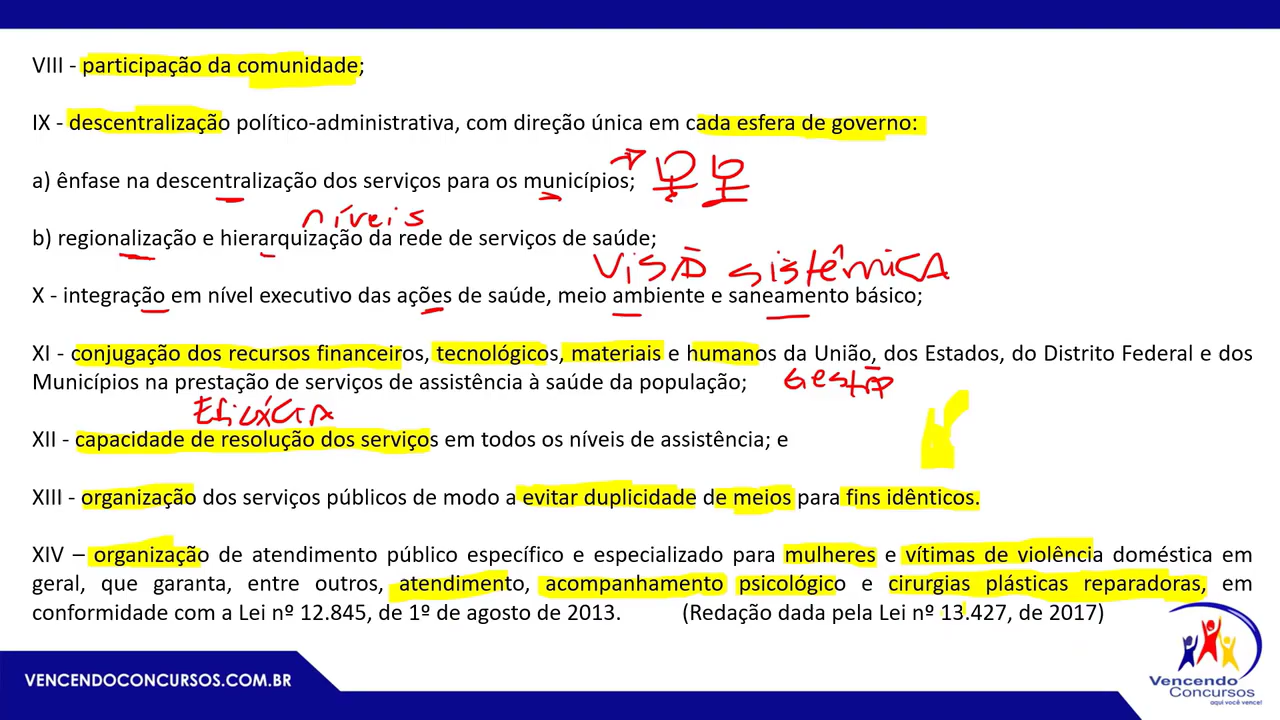 VIII - participação da comunidade;
IX - descentralização político-administrativa, com direção única em cada esfera de governo:
a) ênfase na descentralização dos serviços para os municípios;
níveis
b) regionalização e hierarquização da rede de serviços de saúde;
VISÃO SISTÊMICA
X - integração em nível executivo das ações de saúde, meio ambiente e saneamento básico;
XI - conjugação dos recursos financeiros, tecnológicos, materiais e humanos da União, dos Estados, do Distrito Federal e dos
Municípios na prestação de serviços de assistência à saúde da população;
GESTÃO
EFICÁCIA
XII - capacidade de resolução dos serviços em todos os níveis de assistência; e
XIII - organização dos serviços públicos de modo a evitar duplicidade de meios para fins idênticos.
XIV – organização de atendimento público específico e especializado para mulheres e vítimas de violência doméstica em
geral, que garanta, entre outros, atendimento, acompanhamento psicológico e cirurgias plásticas reparadoras, em
conformidade com a Lei nº 12.845, de 1º de agosto de 2013. (Redação dada pela Lei nº 13.427, de 2017)
VENCENDOCONCURSOS.COM.BR
Vencendo
Concursos
aqui você vence!